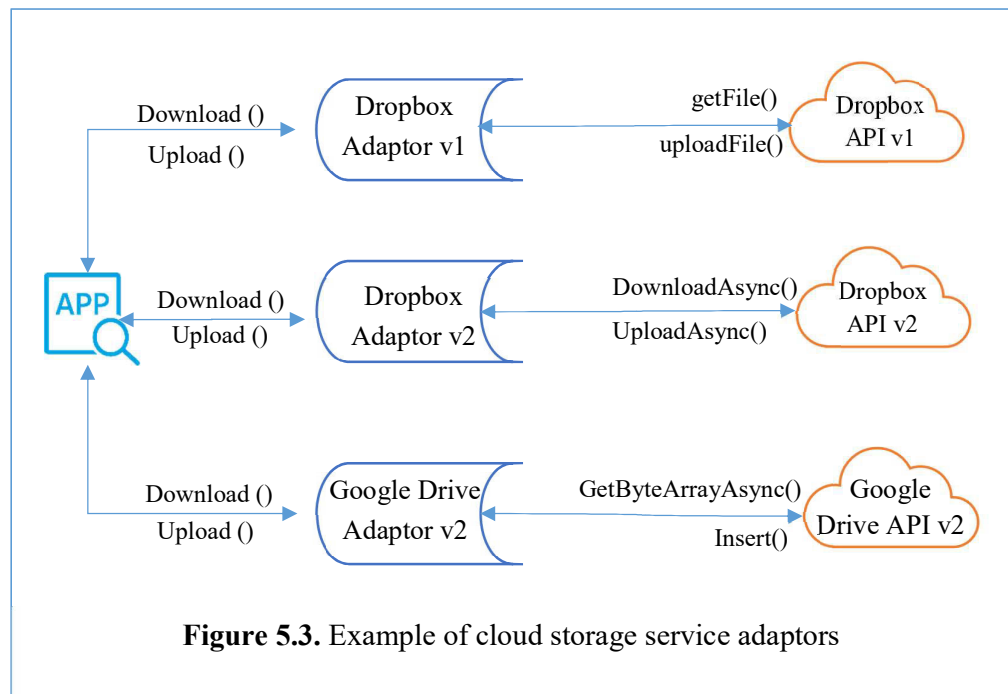 Download ()
Upload ()
Dropbox
Adaptor v1
getFile()
uploadFile()
Dropbox
API v1
APP
Download ()
Upload ()
Dropbox
Adaptor v2
DownloadAsync()
UploadAsync()
Dropbox
API v2
Download ()
Upload ()
Google Drive
Adaptor v2
GetByteArrayAsync()
Insert()
Google
Drive API v2
Figure 5.3. Example of cloud storage service adaptors